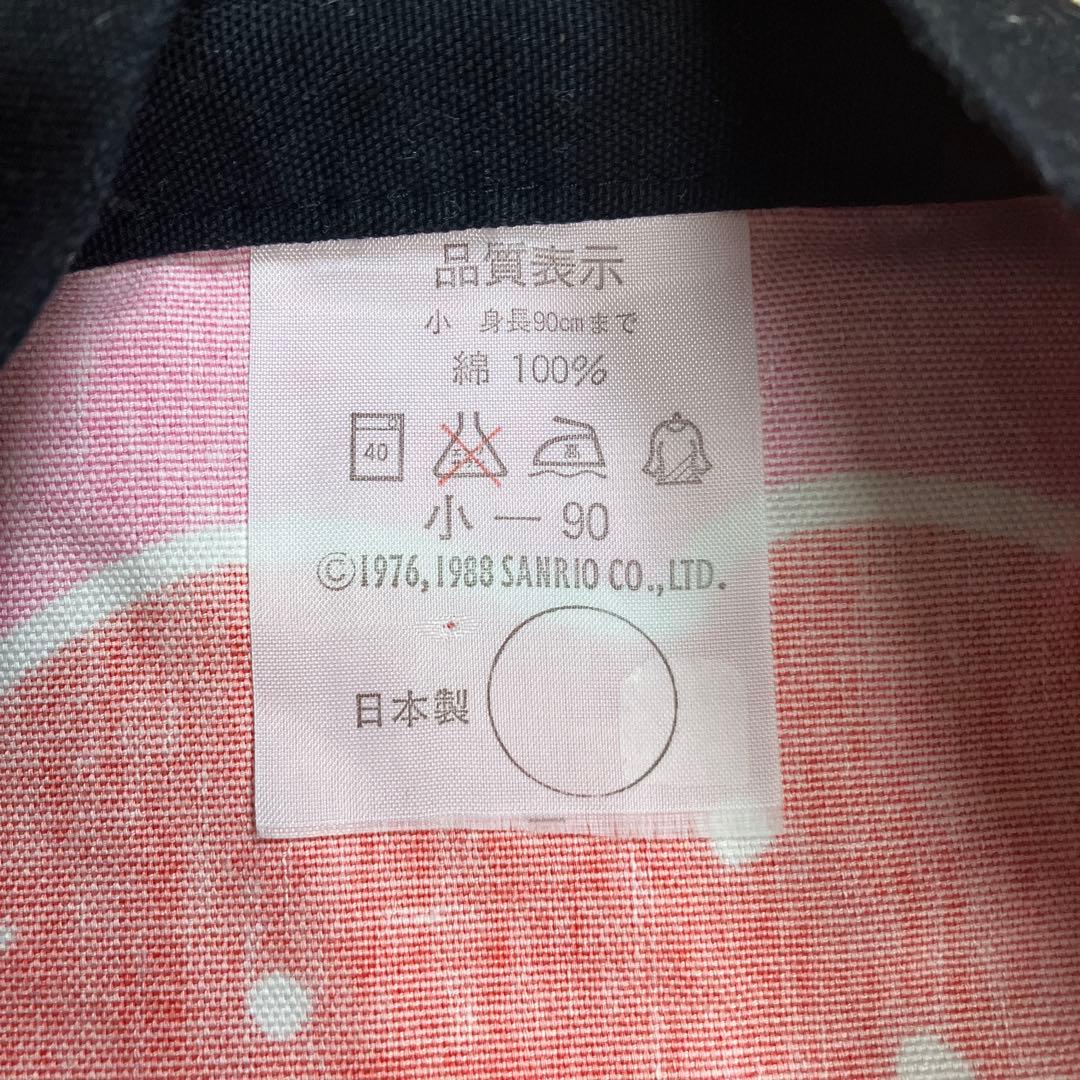 品質表示
小 身長90cmまで
綿 100%
40 高
小 — 90
©1976,1988 SANRIO CO.,LTD.
日本製